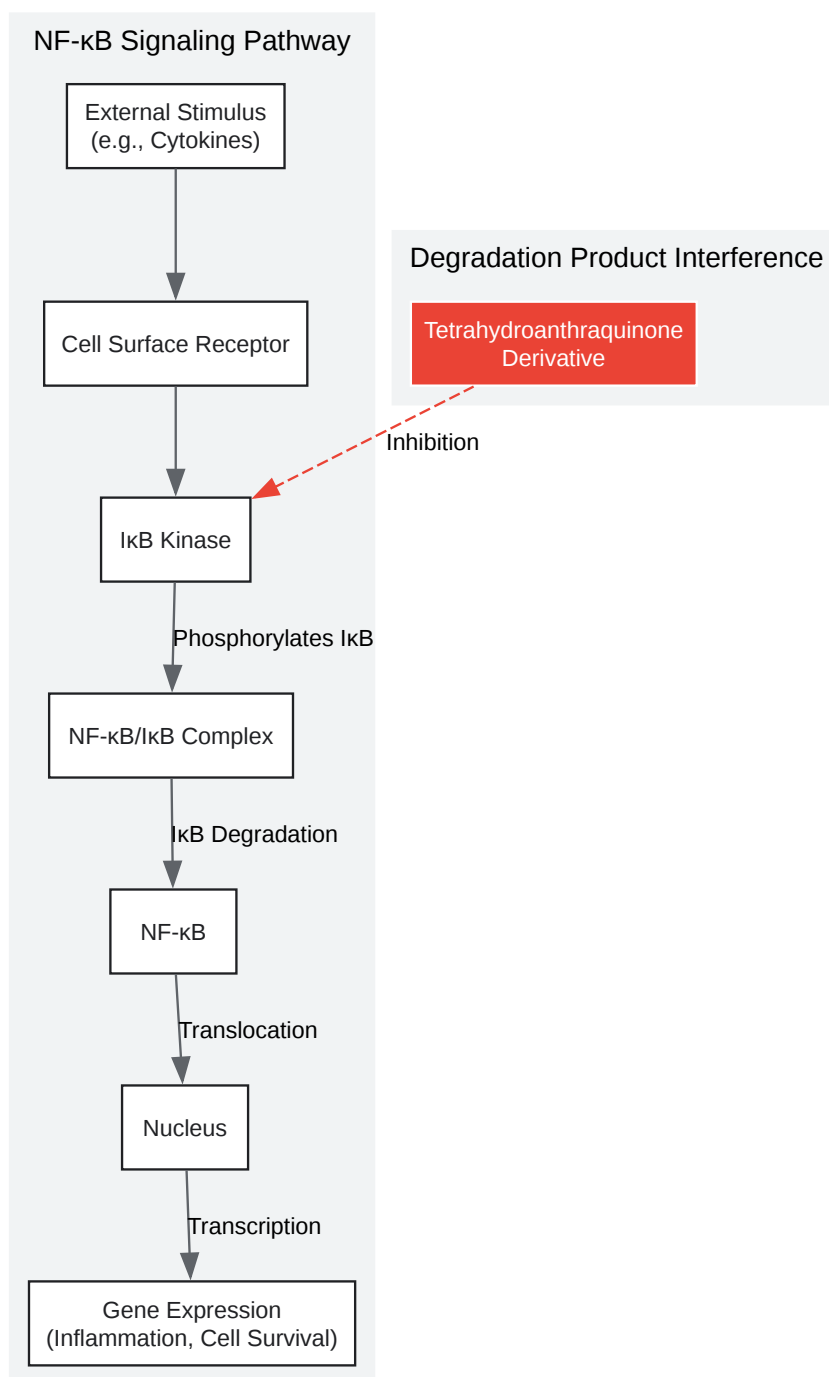 NF-κB Signaling Pathway
External Stimulus
(e.g., Cytokines)
Degradation Product Interference
Tetrahydroanthraquinone
Derivative
Cell Surface Receptor
Inhibition
IκB Kinase
Phosphorylates IκB
NF-κB/IκB Complex
IκB Degradation
NF-κB
Translocation
Nucleus
Transcription
Gene Expression
(Inflammation, Cell Survival)